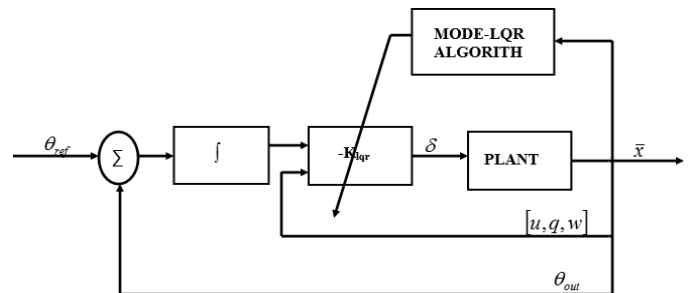 MODE-LQR
ALGORITH
θref
Σ
∫
-Klqr
δ
PLANT
x̄
[u, q, w]
θout